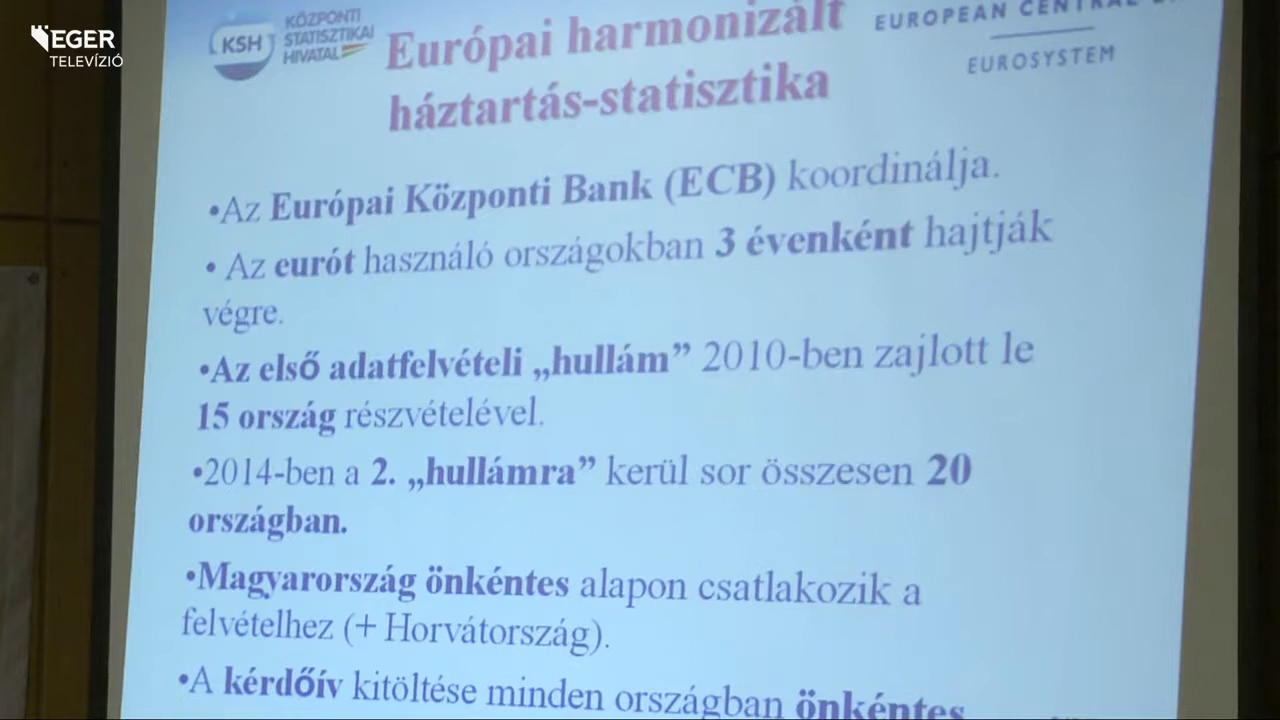 EGER
TELEVÍZIÓ
KSH
KÖZPONTI
STATISZTIKAI
HIVATAL
Európai harmonizált
háztartás-statisztika
EUROPEAN CENTRAL
EUROSYSTEM
•Az Európai Központi Bank (ECB) koordinálja.
• Az eurót használó országokban 3 évenként hajtják
végre.
•Az első adatfelvételi „hullám” 2010-ben zajlott le
15 ország részvételével.
•2014-ben a 2. „hullámra” kerül sor összesen 20
országban.
•Magyarország önkéntes alapon csatlakozik a
felvételhez (+ Horvátország).
•A kérdőív kitöltése minden országban önkéntes